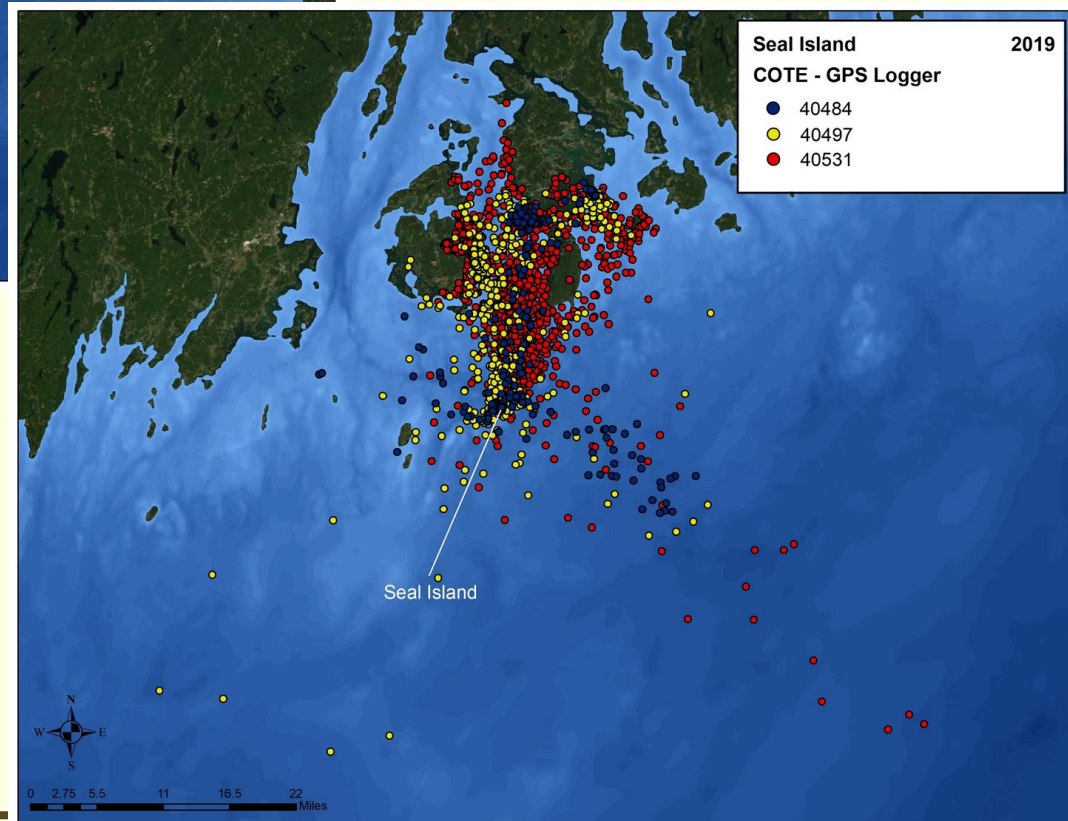 Seal Island 2019
COTE - GPS Logger
40484
40497
40531
Seal Island
N
W E
S
0 2.75 5.5 11 16.5 22
Miles